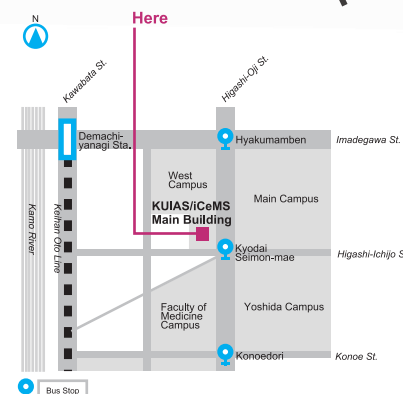 N
Here
Kawabata St.
Higashi-Oji St.
Demachi-
yanagi Sta.
Hyakumamben
Imadegawa St.
West
Campus
Main Campus
KUIAS/iCeMS
Main Building
Kamo River
Keihan Oto Line
Kyodai
Seimon-mae
Higashi-Ichijo S
Faculty of
Medicine
Campus
Yoshida Campus
Konoedori
Konoe St.
Bus Stop